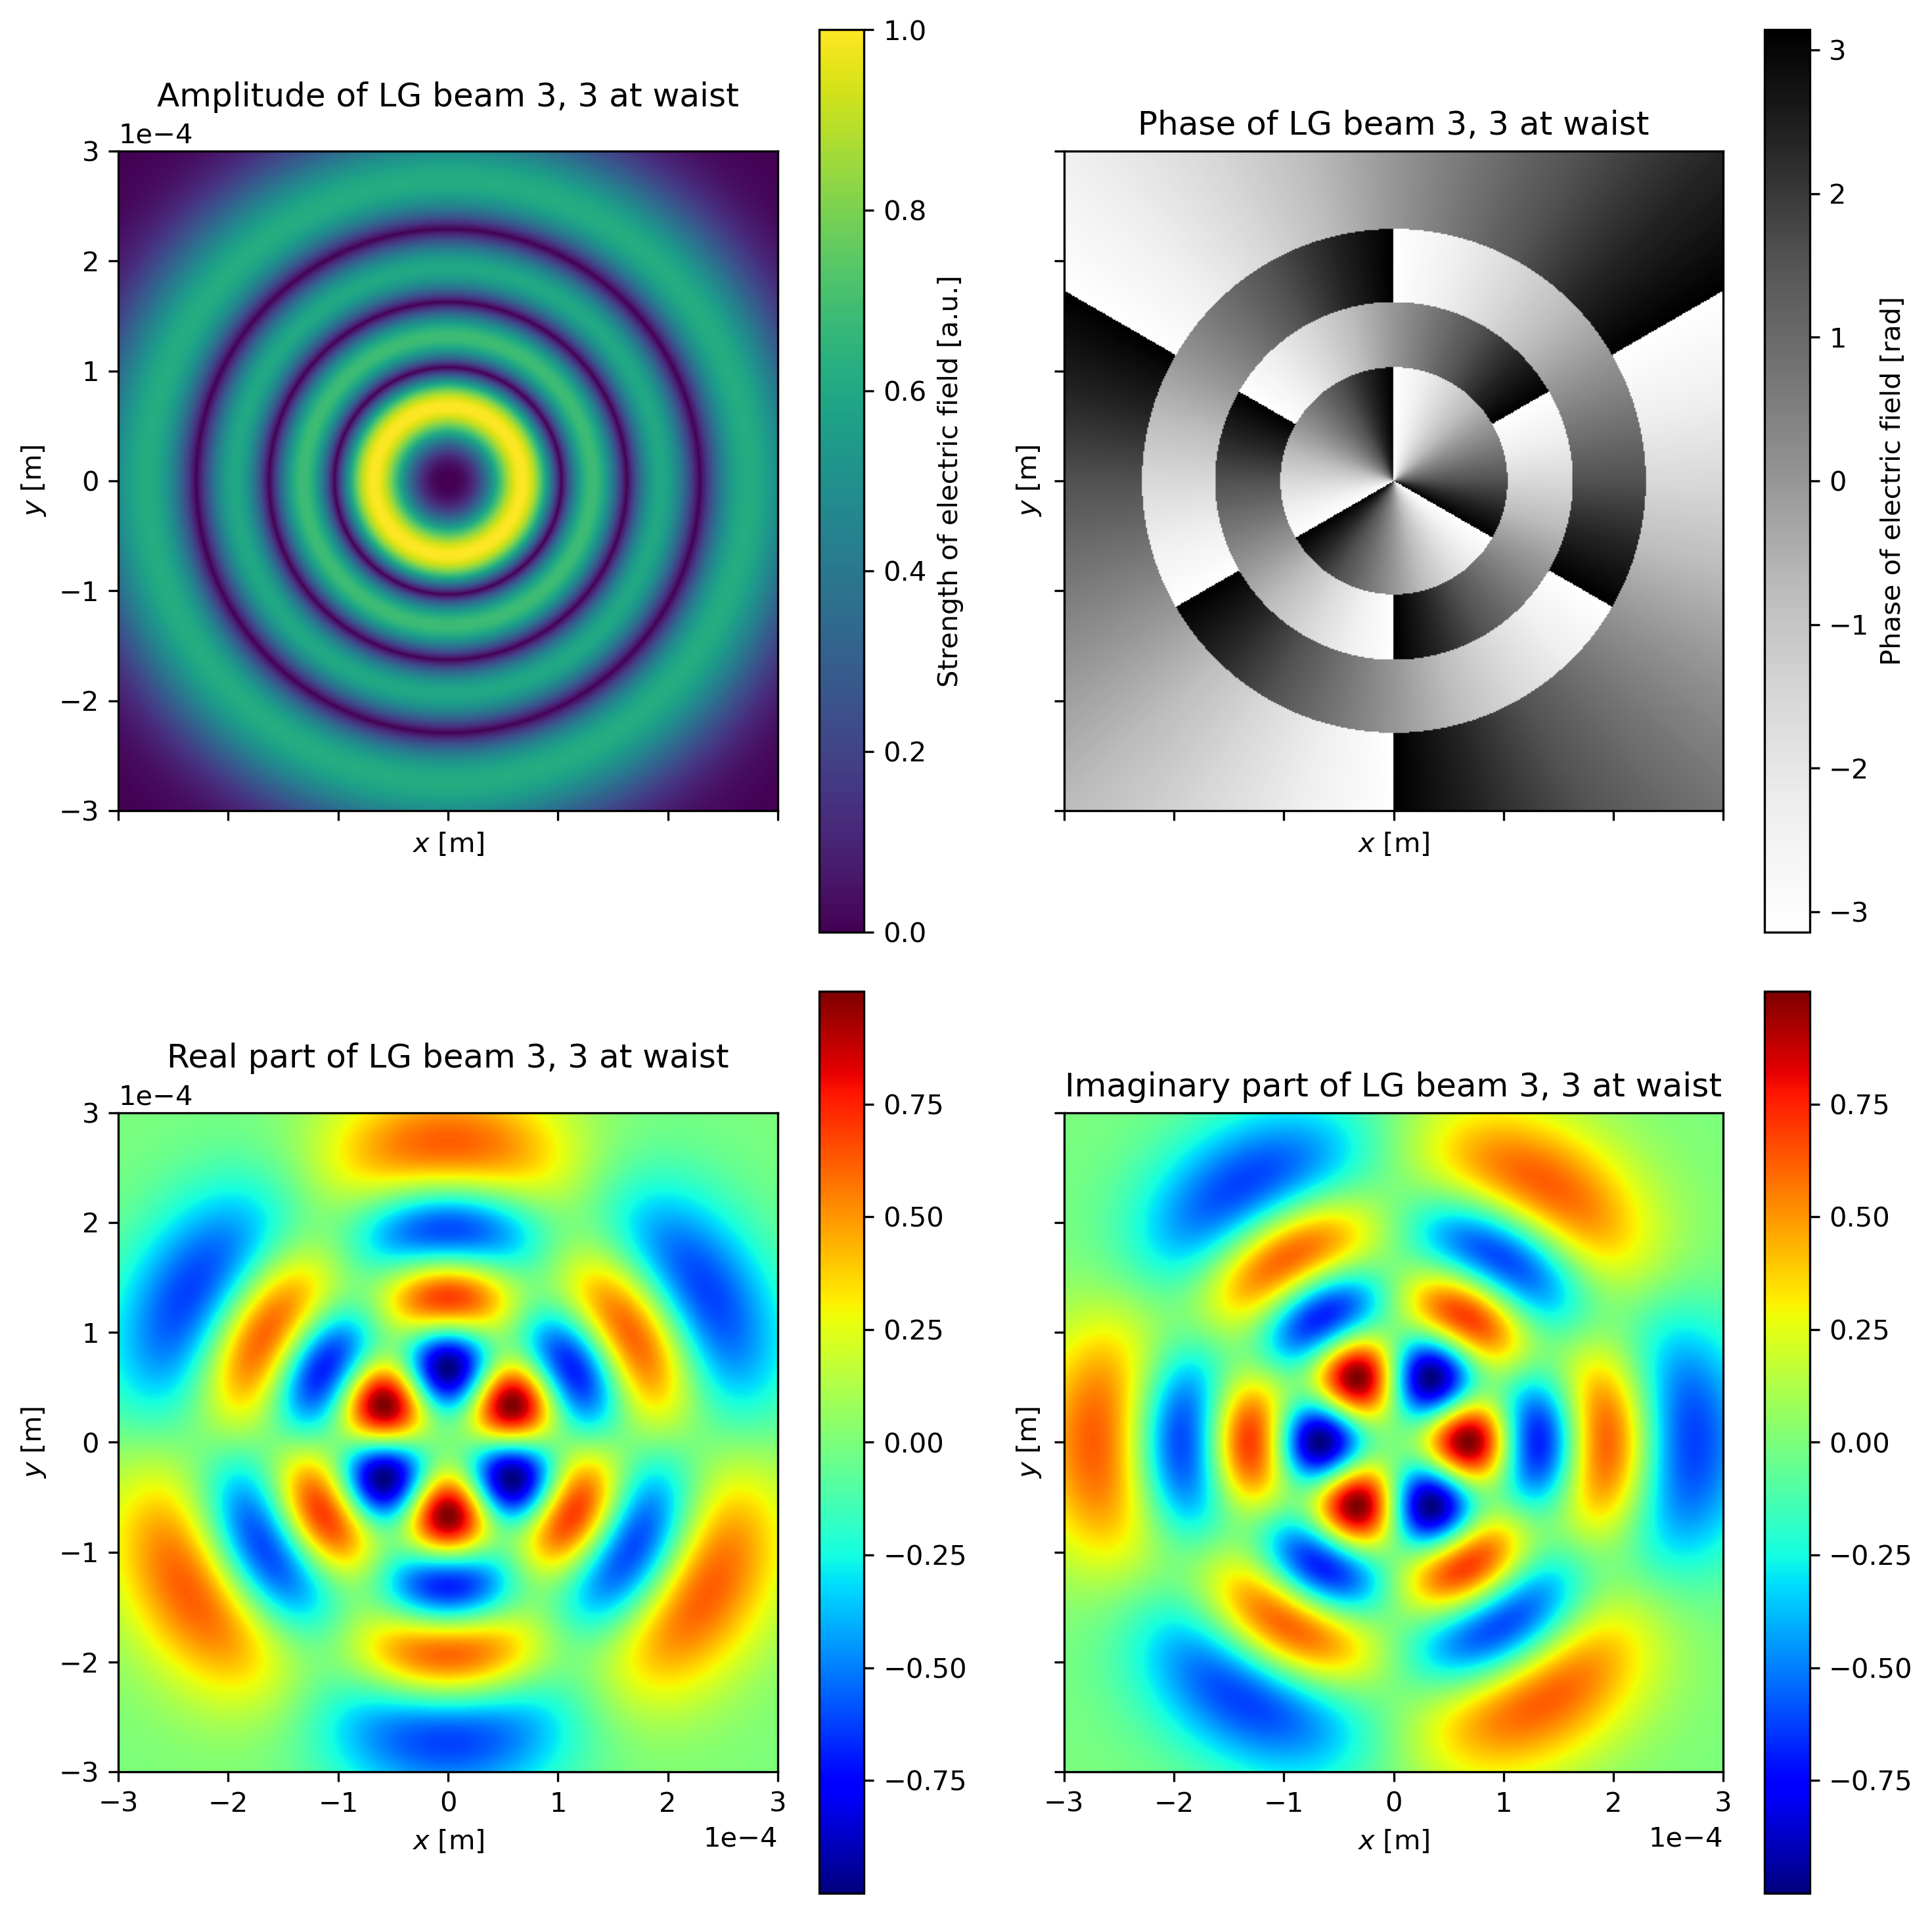 Amplitude of LG beam 3, 3 at waist
1e−4
3
2
1
0
−1
−2
−3
y [m]
x [m]
1.0
0.8
0.6
0.4
0.2
0.0
Strength of electric field [a.u.]
Phase of LG beam 3, 3 at waist
y [m]
x [m]
3
2
1
0
−1
−2
−3
Phase of electric field [rad]
Real part of LG beam 3, 3 at waist
1e−4
3
2
1
0
−1
−2
−3
y [m]
−3 −2 −1 0 1 2 3
x [m]
1e−4
0.75
0.50
0.25
0.00
−0.25
−0.50
−0.75
Imaginary part of LG beam 3, 3 at waist
y [m]
−3 −2 −1 0 1 2 3
x [m]
1e−4
0.75
0.50
0.25
0.00
−0.25
−0.50
−0.75